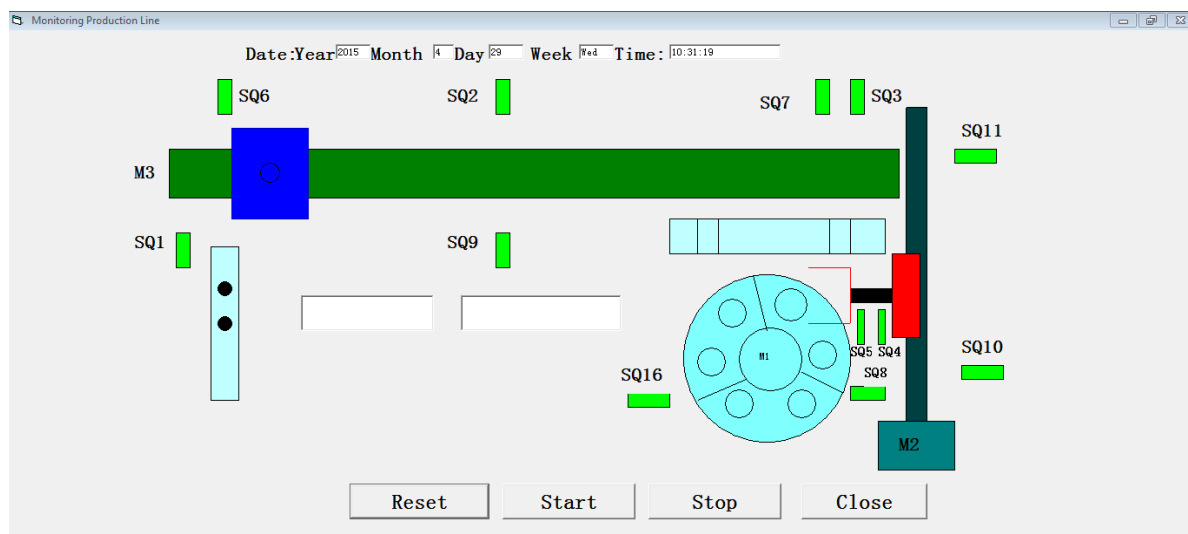 Monitoring Production Line
Date:Year 2015 Month 4 Day 29 Week Wed Time: 10:31:19
SQ6 SQ2 SQ7 SQ3
SQ11
M3
SQ1 SQ9
M1
SQ5 SQ4 SQ10
SQ16 SQ8
M2
Reset Start Stop Close